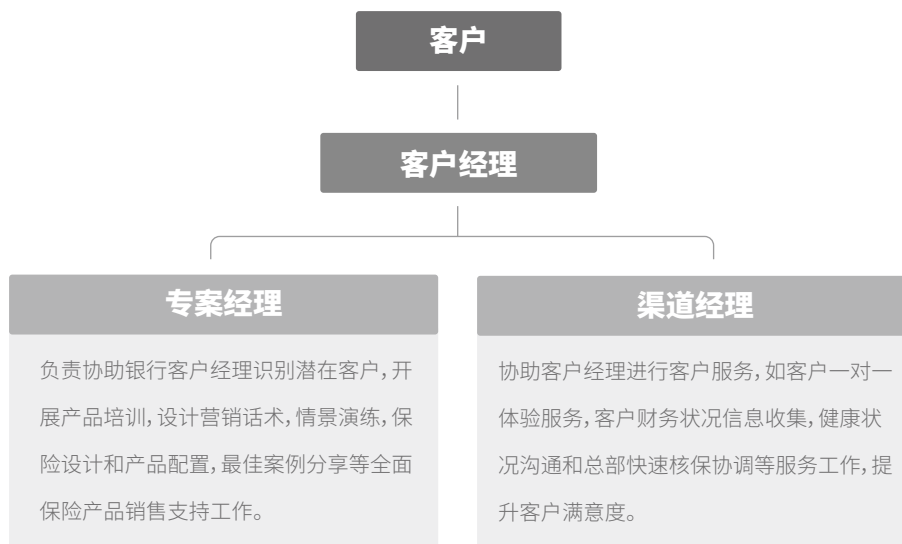 客户
客户经理
专案经理
负责协助银行客户经理识别潜在客户,开
展产品培训,设计营销话术,情景演练,保
险设计和产品配置,最佳案例分享等全面
保险产品销售支持工作。
渠道经理
协助客户经理进行客户服务,如客户一对一
体验服务,客户财务状况信息收集,健康状
况沟通和总部快速核保协调等服务工作,提
升客户满意度。